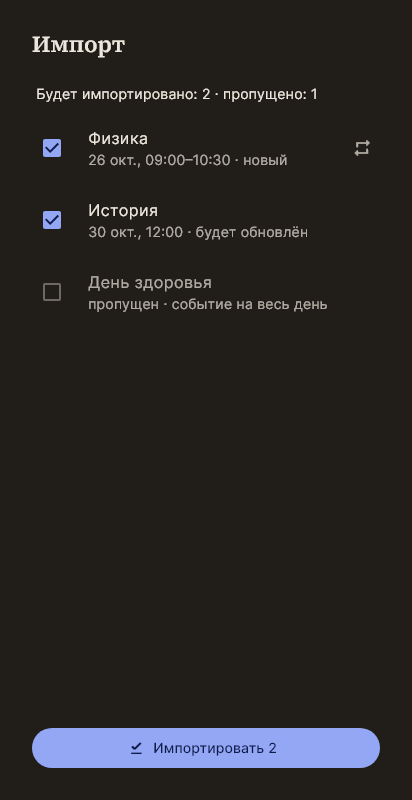 Импорт
Будет импортировано: 2 · пропущено: 1
Физика
26 окт., 09:00–10:30 · новый
История
30 окт., 12:00 · будет обновлён
День здоровья
пропущен · событие на весь день
Импортировать 2